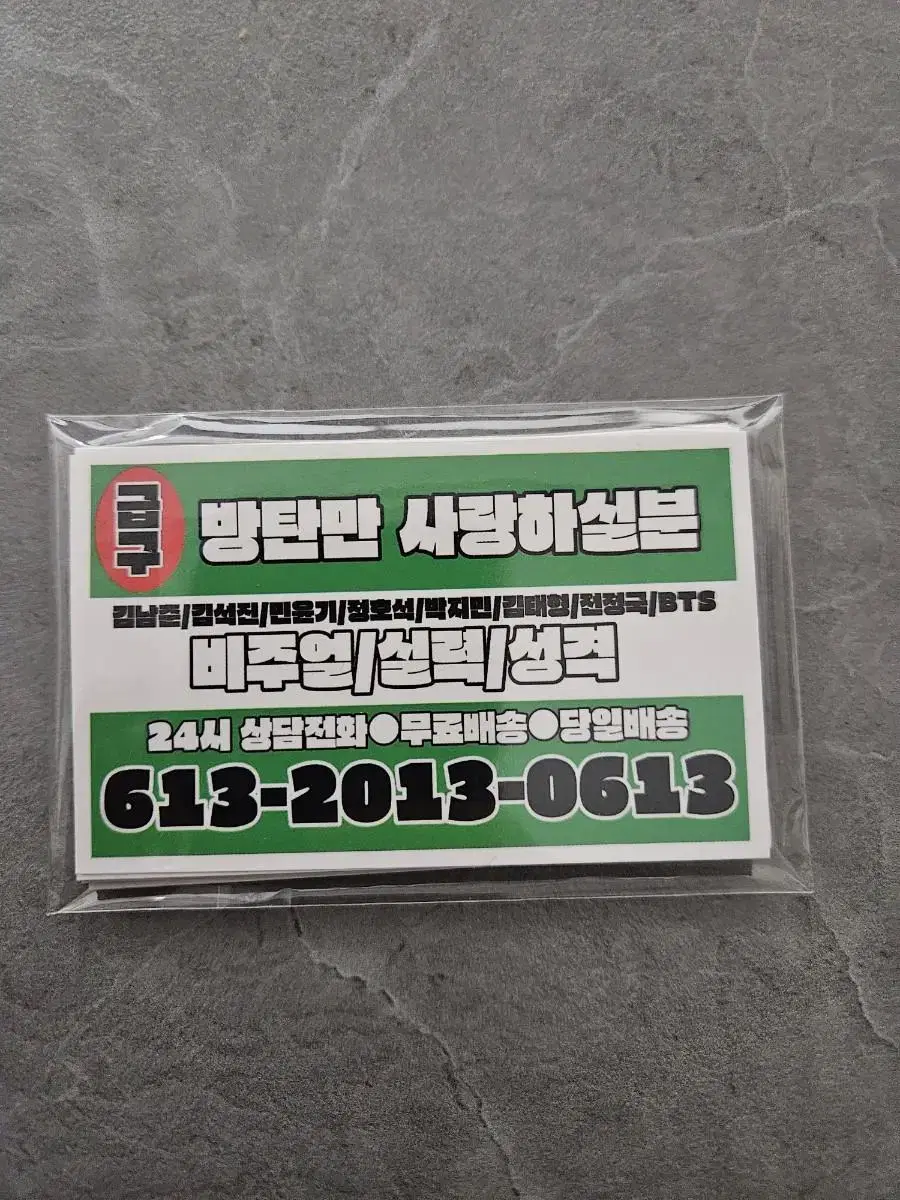 급구
방탄만 사랑하실분
김남준/김석진/민윤기/정호석/박지민/김태형/전정국/BTS
비주얼/실력/성격
24시 상담전화●무료배송●당일배송
613-2013-0613